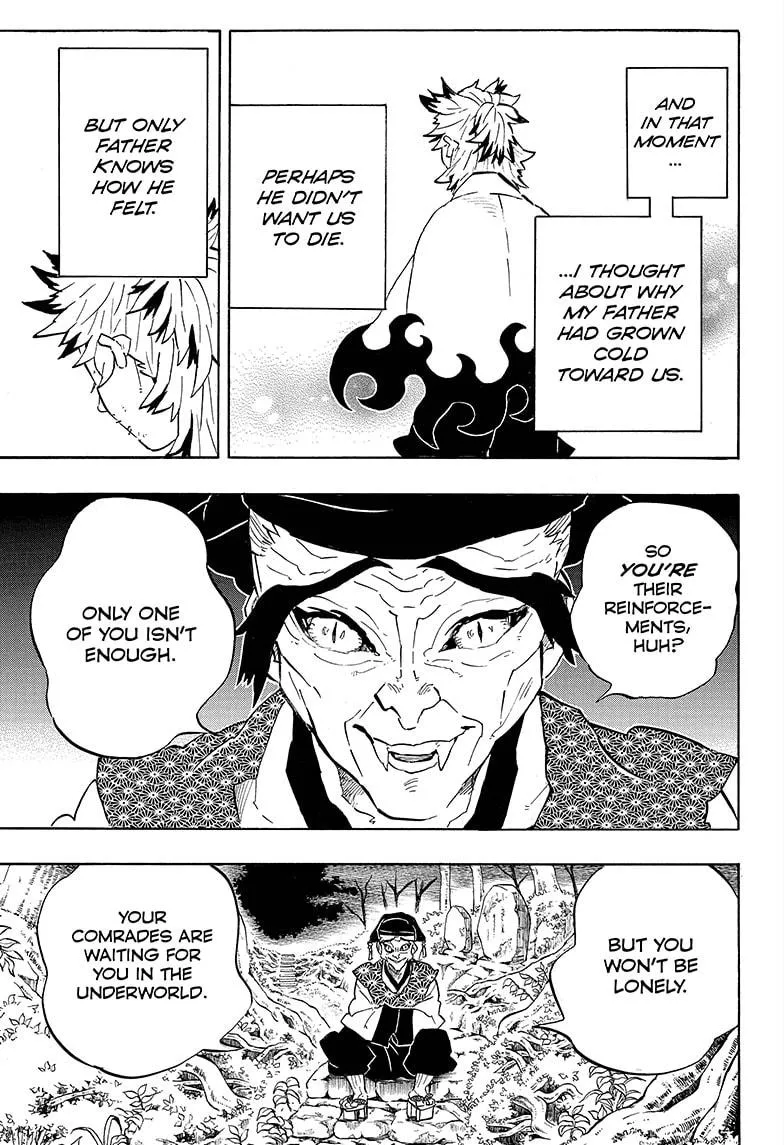 AND
IN THAT
MOMENT
...
...I THOUGHT
ABOUT WHY
MY FATHER
HAD GROWN
COLD
TOWARD US.
PERHAPS
HE DIDN'T
WANT US
TO DIE.
BUT ONLY
FATHER
KNOWS
HOW HE
FELT.
SO
YOU'RE
THEIR
REINFORCE-
MENTS,
HUH?
ONLY ONE
OF YOU ISN'T
ENOUGH.
BUT YOU
WON'T BE
LONELY.
YOUR
COMRADES ARE
WAITING FOR
YOU IN THE
UNDERWORLD.